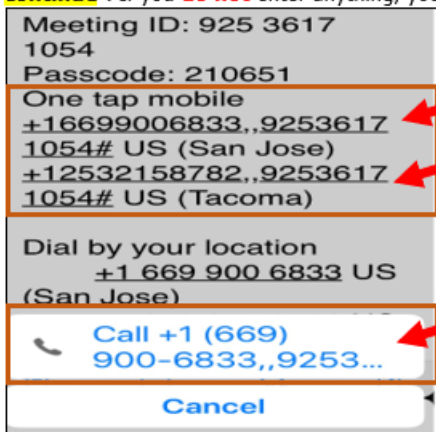 Meeting ID: 925 3617
1054
Passcode: 210651
One tap mobile
+16699006833,,9253617
1054# US (San Jose)
+12532158782,,9253617
1054# US (Tacoma)
Dial by your location
+1 669 900 6833 US
(San Jose)
Call +1 (669)
900-6833,,9253...
Cancel